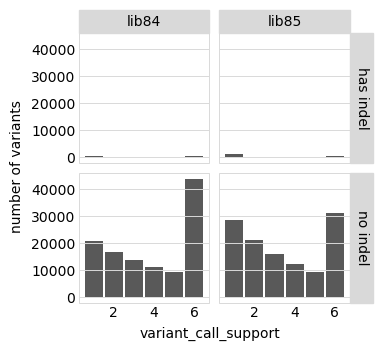 lib84 lib85
40000
30000
20000
10000
0
has indel
number of variants
40000
30000
20000
10000
0
no indel
2 4 6 2 4 6
variant_call_support